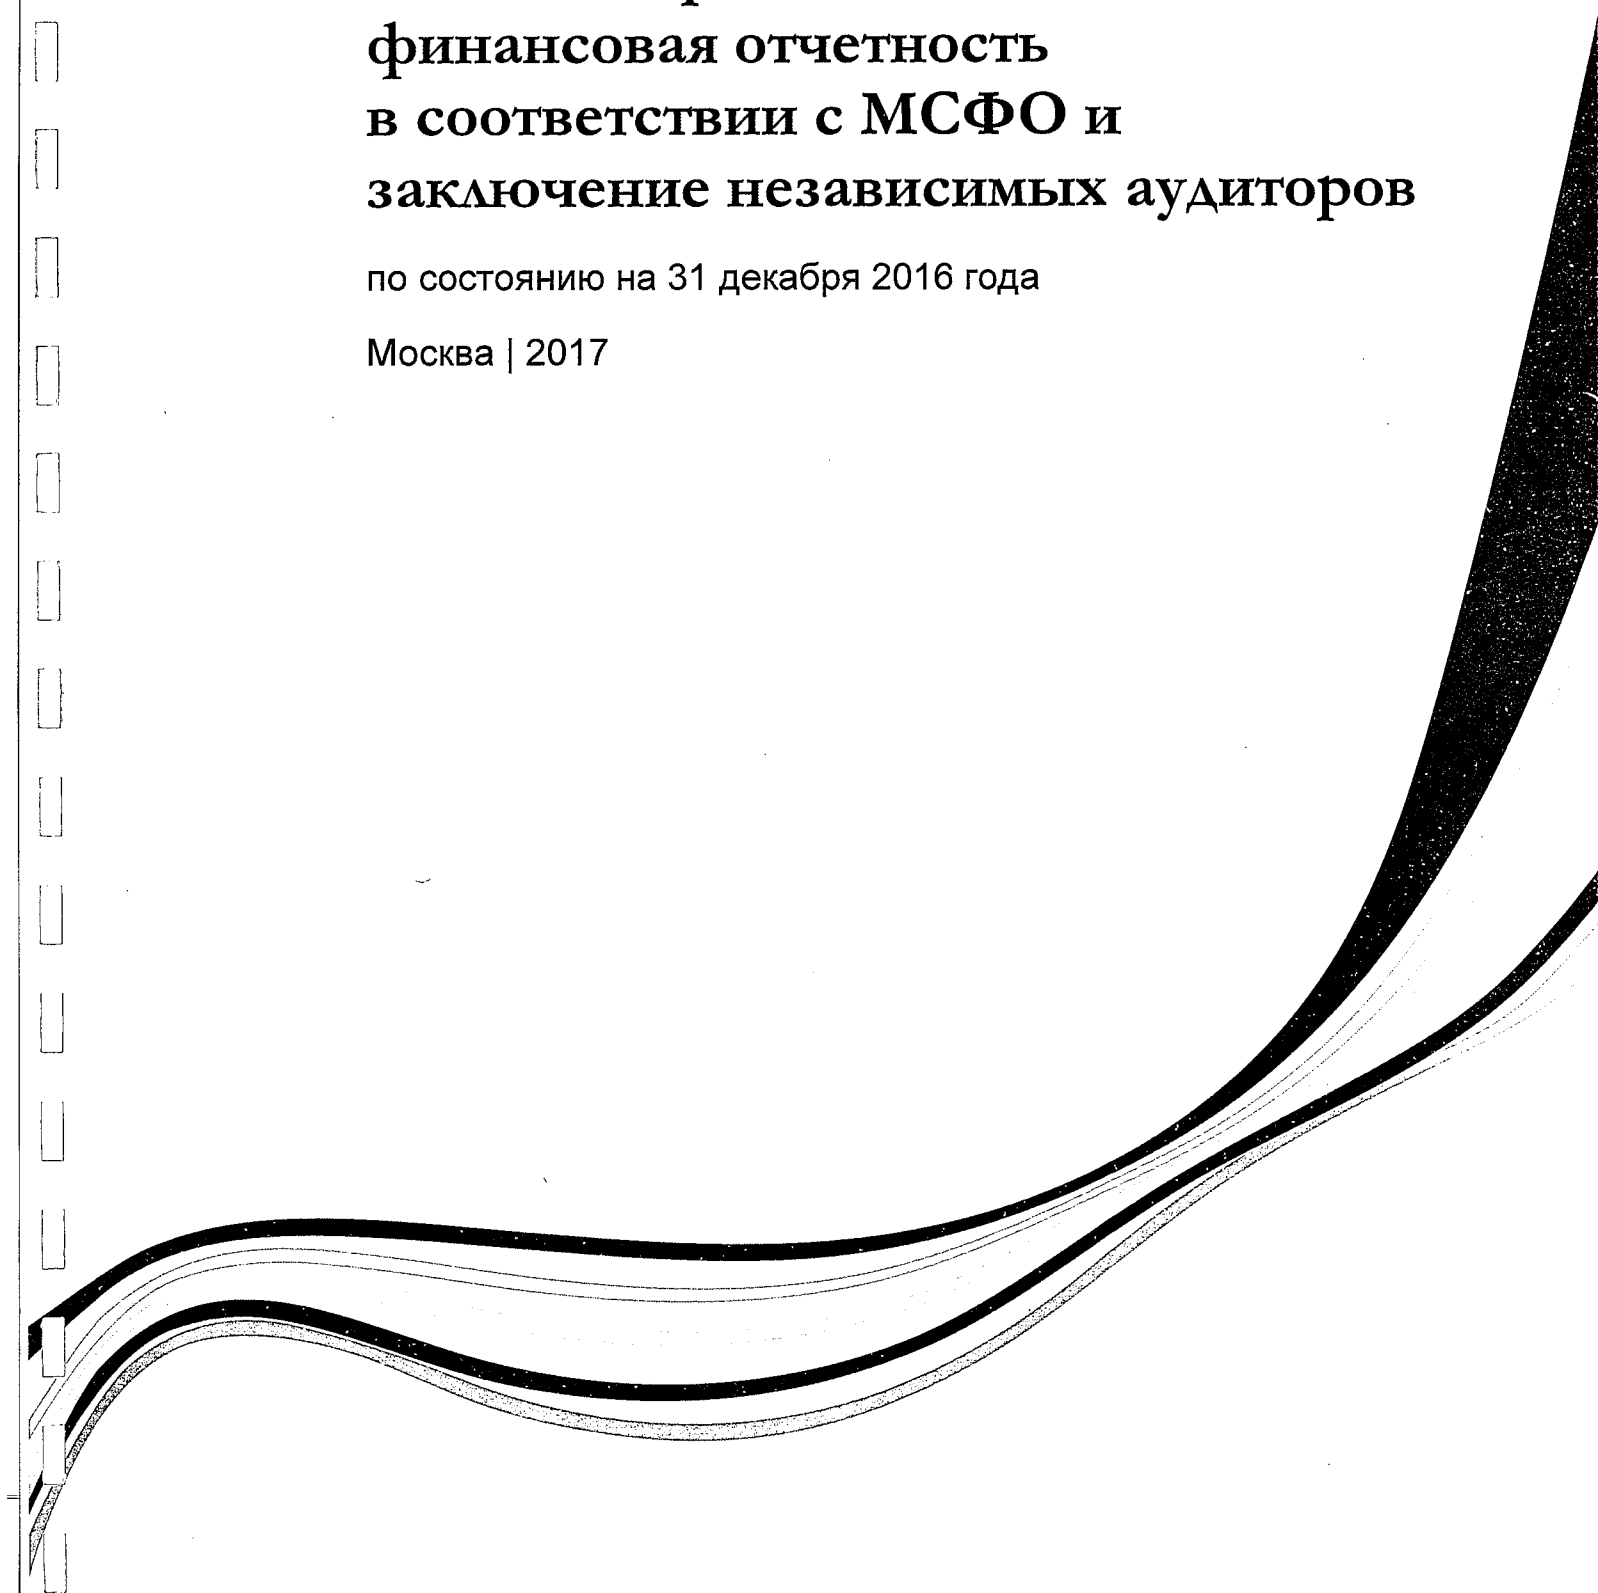 финансовая отчетность
в соответствии с МСФО и
заключение независимых аудиторов
по состоянию на 31 декабря 2016 года
Москва | 2017